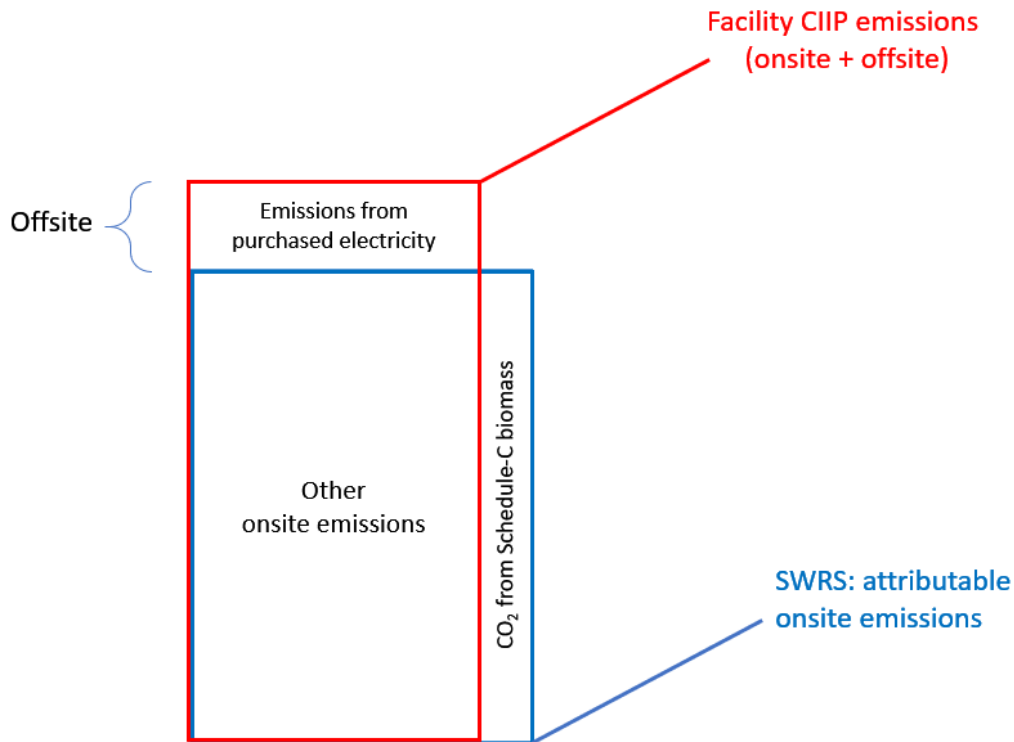 Facility CIIP emissions
(onsite + offsite)
Offsite
Emissions from
purchased electricity
Other
onsite emissions
CO₂ from Schedule-C biomass
SWRS: attributable
onsite emissions